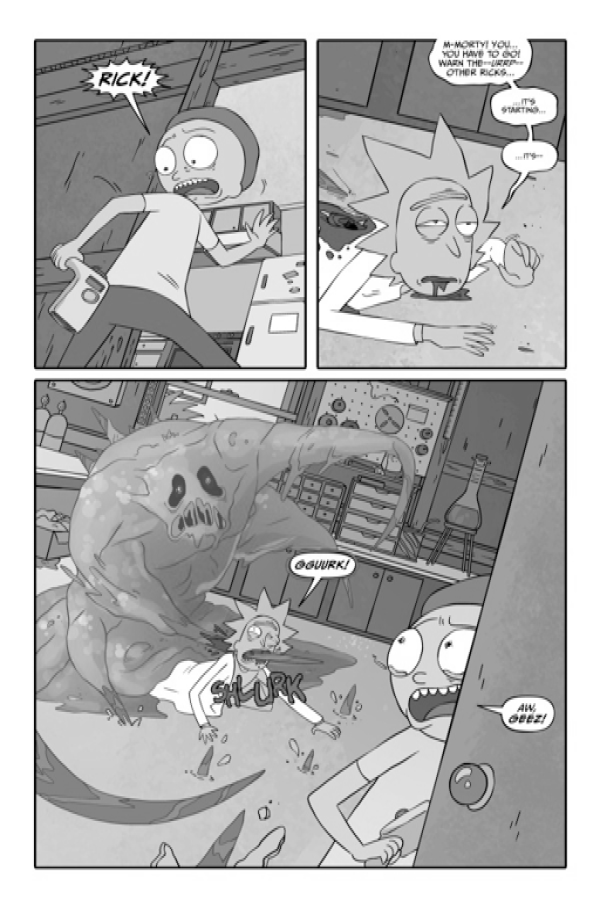 RICK!
M-MORTY! YOU...
YOU HAVE TO GO!
WARN THE--URRP--
OTHER RICKS...
...IT'S
STARTING...
...IT'S--
GGUURK!
SHLURK
AW,
GEEZ!